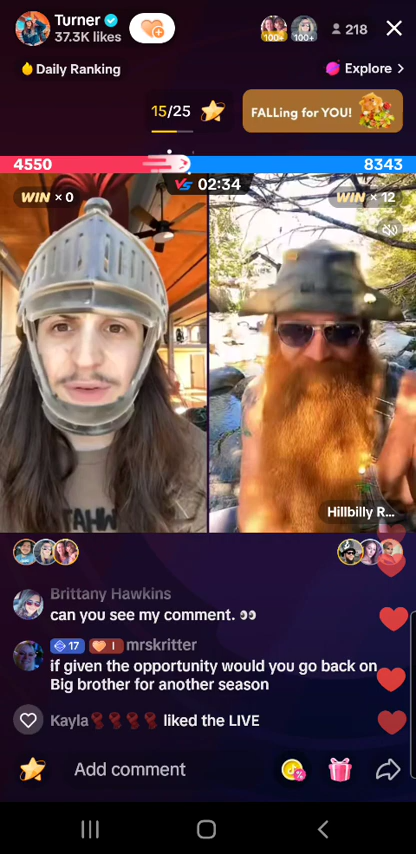 Turner
37.3K likes
100+
100+
218
Daily Ranking
Explore >
15/25
FALLing for YOU!
4550
8343
VS 02:34
WIN × 0
WIN × 12
TAHW
Hillbilly R...
Brittany Hawkins
can you see my comment. 👀
17
I
mrskritter
if given the opportunity would you go back on
Big brother for another season
Kayla liked the LIVE
Add comment